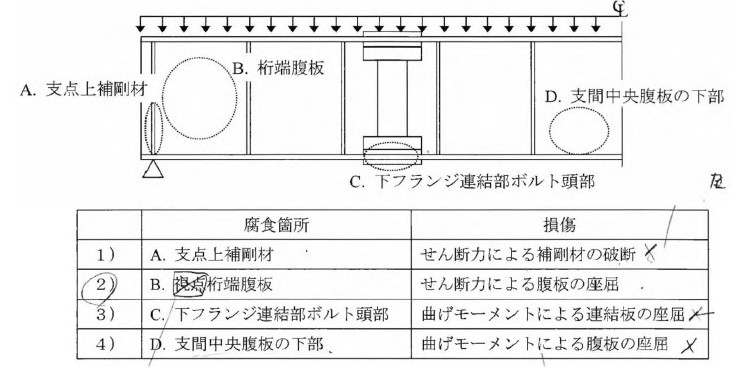 ℄
B. 桁端腹板
A. 支点上補剛材
D. 支間中央腹板の下部
C. 下フランジ連結部ボルト頭部
腐食箇所 損傷
1) A. 支点上補剛材 せん断力による補剛材の破断 ×
2) B. 視点桁端腹板 せん断力による腹板の座屈
3) C. 下フランジ連結部ボルト頭部 曲げモーメントによる連結板の座屈 ×
4) D. 支間中央腹板の下部 曲げモーメントによる腹板の座屈 ×